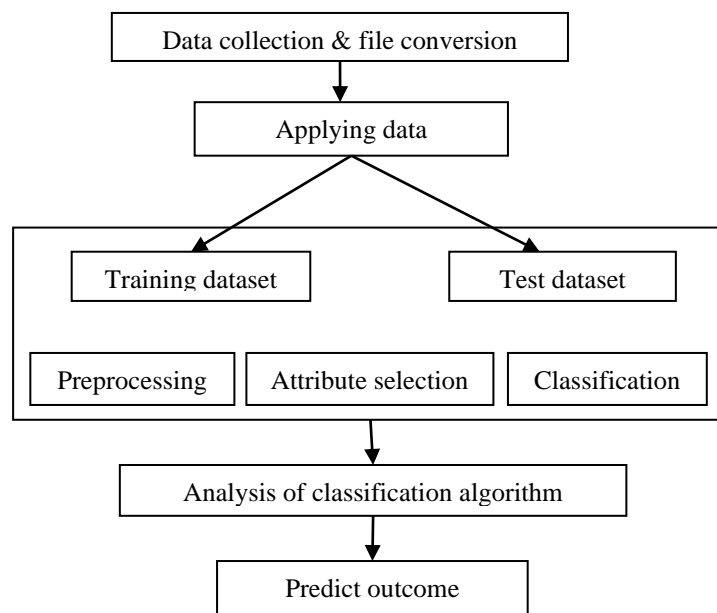 Data collection & file conversion
Applying data
Training dataset
Test dataset
Preprocessing
Attribute selection
Classification
Analysis of classification algorithm
Predict outcome